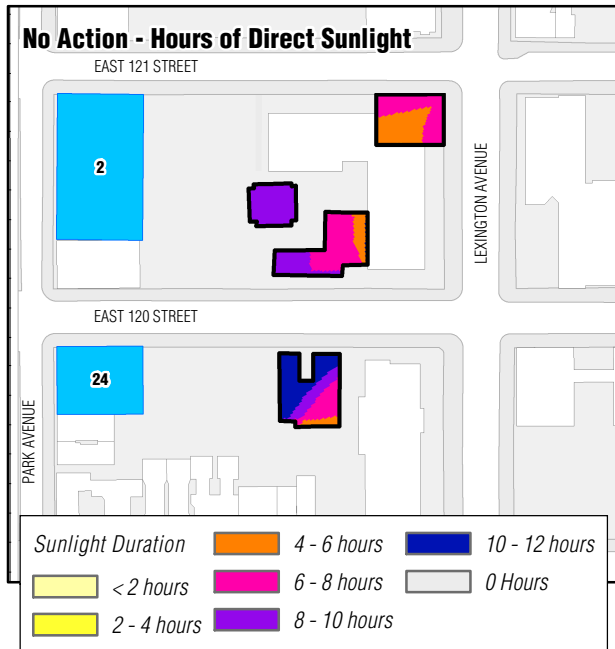 No Action - Hours of Direct Sunlight
EAST 121 STREET
2
LEXINGTON AVENUE
EAST 120 STREET
24
PARK AVENUE
Sunlight Duration
< 2 hours
2 - 4 hours
4 - 6 hours
6 - 8 hours
8 - 10 hours
10 - 12 hours
0 Hours